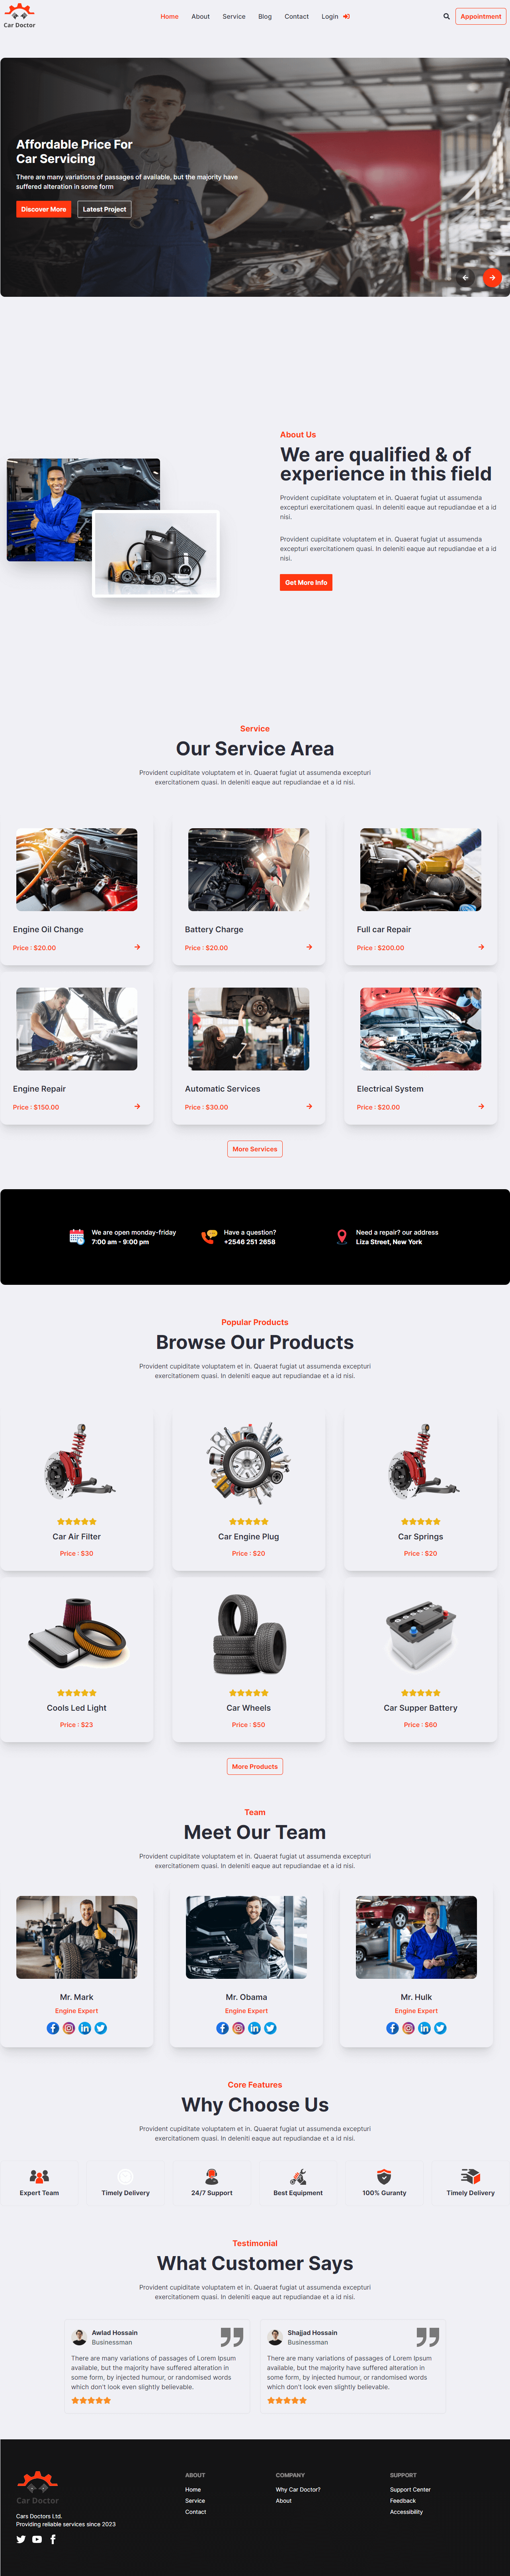 Car Doctor
Home About Service Blog Contact Login
Appointment
Affordable Price For
Car Servicing
There are many variations of passages of available, but the majority have
suffered alteration in some form
Discover More Latest Project
About Us
We are qualified & of
experience in this field
Provident cupiditate voluptatem et in. Quaerat fugiat ut assumenda
excepturi exercitationem quasi. In deleniti eaque aut repudiandae et a id
nisi.
Provident cupiditate voluptatem et in. Quaerat fugiat ut assumenda
excepturi exercitationem quasi. In deleniti eaque aut repudiandae et a id
nisi.
Get More Info
Service
Our Service Area
Provident cupiditate voluptatem et in. Quaerat fugiat ut assumenda excepturi
exercitationem quasi. In deleniti eaque aut repudiandae et a id nisi.
Engine Oil Change
Price : $20.00
Battery Charge
Price : $20.00
Full car Repair
Price : $200.00
Engine Repair
Price : $150.00
Automatic Services
Price : $30.00
Electrical System
Price : $20.00
More Services
We are open monday-friday
7:00 am - 9:00 pm
Have a question?
+2546 251 2658
Need a repair? our address
Liza Street, New York
Popular Products
Browse Our Products
Provident cupiditate voluptatem et in. Quaerat fugiat ut assumenda excepturi
exercitationem quasi. In deleniti eaque aut repudiandae et a id nisi.
Car Air Filter
Price : $30
Car Engine Plug
Price : $20
Car Springs
Price : $20
Cools Led Light
Price : $23
Car Wheels
Price : $50
Car Supper Battery
Price : $60
More Products
Team
Meet Our Team
Provident cupiditate voluptatem et in. Quaerat fugiat ut assumenda excepturi
exercitationem quasi. In deleniti eaque aut repudiandae et a id nisi.
Mr. Mark
Engine Expert
Mr. Obama
Engine Expert
Mr. Hulk
Engine Expert
Core Features
Why Choose Us
Provident cupiditate voluptatem et in. Quaerat fugiat ut assumenda excepturi
exercitationem quasi. In deleniti eaque aut repudiandae et a id nisi.
Expert Team
Timely Delivery
24/7 Support
Best Equipment
100% Guranty
Timely Delivery
Testimonial
What Customer Says
Provident cupiditate voluptatem et in. Quaerat fugiat ut assumenda excepturi
exercitationem quasi. In deleniti eaque aut repudiandae et a id nisi.
Awlad Hossain
Businessman
There are many variations of passages of Lorem Ipsum
available, but the majority have suffered alteration in
some form, by injected humour, or randomised words
which don't look even slightly believable.
Shajjad Hossain
Businessman
There are many variations of passages of Lorem Ipsum
available, but the majority have suffered alteration in
some form, by injected humour, or randomised words
which don't look even slightly believable.
Car Doctor
Cars Doctors Ltd.
Providing reliable services since 2023
ABOUT
Home
Service
Contact
COMPANY
Why Car Doctor?
About
SUPPORT
Support Center
Feedback
Accessibility